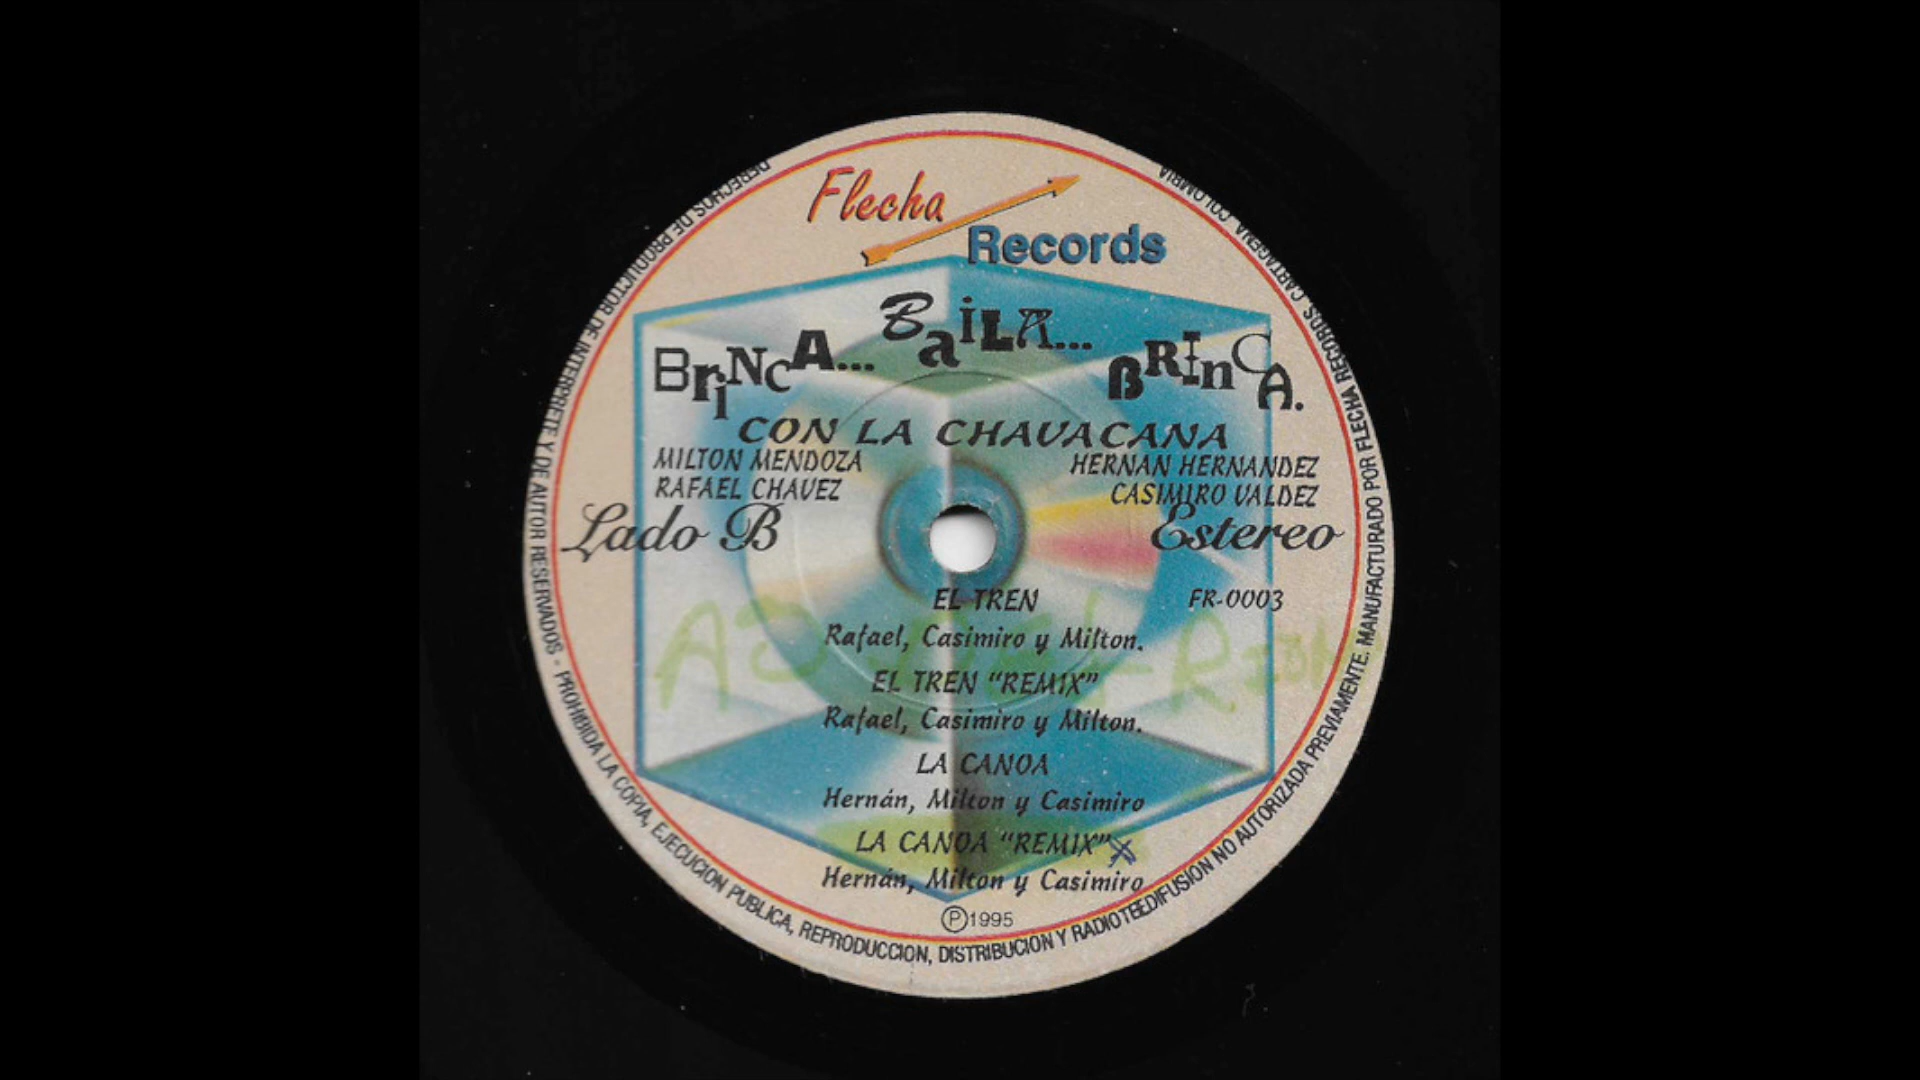 Flecha
Records
BriNcA... BaiLA... BRInCA.
CON LA CHAVACANA
MILTON MENDOZA
RAFAEL CHAVEZ
HERNAN HERNANDEZ
CASIMIRO VALDEZ
Lado B
Estereo
EL TREN
FR-0003
Rafael, Casimiro y Milton.
EL TREN “REMIX”
Rafael, Casimiro y Milton.
LA CANOA
Hernán, Milton y Casimiro
LA CANOA “REMIX”
Hernán, Milton y Casimiro
℗1995
DERECHOS DE PRODUCTOR DE INTERPRETE Y DE AUTOR RESERVADOS - PROHIBIDA LA COPIA, EJECUCION PUBLICA, REPRODUCCION, DISTRIBUCION Y RADIOTBEDIFUSION NO AUTORIZADA PREVIAMENTE. MANUFACTURADO POR FLECHA RECORDS. CARTAGENA COLOMBIA